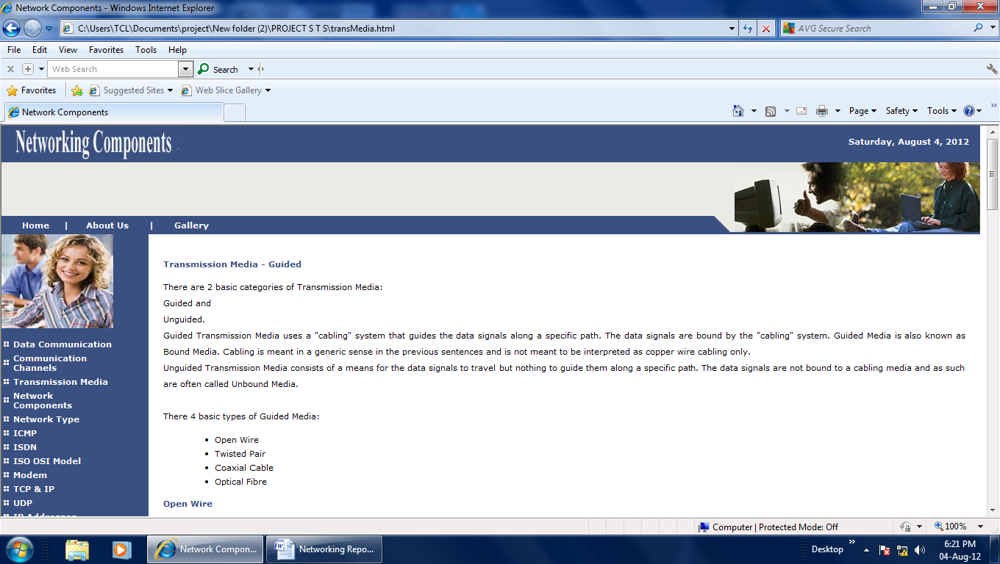 Network Components - Windows Internet Explorer
C:\Users\TCL\Documents\project\New folder (2)\PROJECT S T S\transMedia.html
AVG Secure Search
File Edit View Favorites Tools Help
Web Search Search
Favorites Suggested Sites Web Slice Gallery
Network Components
Page Safety Tools
Networking Components
Saturday, August 4, 2012
Home | About Us | Gallery
Data Communication
Communication
Channels
Transmission Media
Network
Components
Network Type
ICMP
ISDN
ISO OSI Model
Modem
TCP & IP
UDP
IP Addresses
Transmission Media - Guided
There are 2 basic categories of Transmission Media:
Guided and
Unguided.
Guided Transmission Media uses a "cabling" system that guides the data signals along a specific path. The data signals are bound by the "cabling" system. Guided Media is also known as
Bound Media. Cabling is meant in a generic sense in the previous sentences and is not meant to be interpreted as copper wire cabling only.
Unguided Transmission Media consists of a means for the data signals to travel but nothing to guide them along a specific path. The data signals are not bound to a cabling media and as such
are often called Unbound Media.
There 4 basic types of Guided Media:
• Open Wire
• Twisted Pair
• Coaxial Cable
• Optical Fibre
Open Wire
Computer | Protected Mode: Off
100%
Network Compon...
Networking Repo...
Desktop
6:21 PM
04-Aug-12